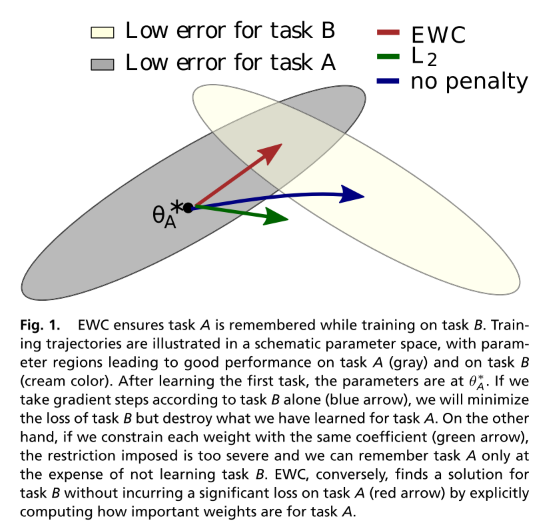 Low error for task B
Low error for task A
EWC
L₂
no penalty
θ*A
Fig. 1. EWC ensures task A is remembered while training on task B. Train-
ing trajectories are illustrated in a schematic parameter space, with param-
eter regions leading to good performance on task A (gray) and on task B
(cream color). After learning the first task, the parameters are at θ*A. If we
take gradient steps according to task B alone (blue arrow), we will minimize
the loss of task B but destroy what we have learned for task A. On the other
hand, if we constrain each weight with the same coefficient (green arrow),
the restriction imposed is too severe and we can remember task A only at
the expense of not learning task B. EWC, conversely, finds a solution for
task B without incurring a significant loss on task A (red arrow) by explicitly
computing how important weights are for task A.